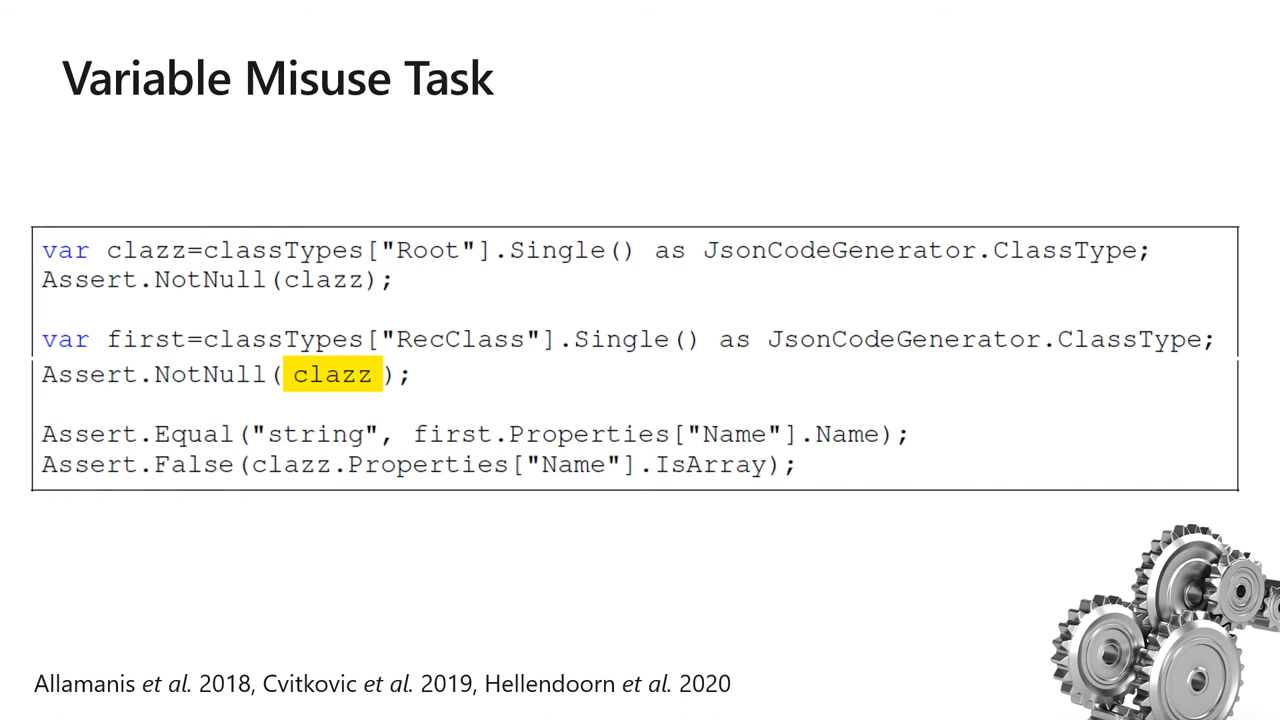 Variable Misuse Task
var clazz=classTypes["Root"].Single() as JsonCodeGenerator.ClassType;
Assert.NotNull(clazz);
var first=classTypes["RecClass"].Single() as JsonCodeGenerator.ClassType;
Assert.NotNull( clazz );
Assert.Equal("string", first.Properties["Name"].Name);
Assert.False(clazz.Properties["Name"].IsArray);
Allamanis et al. 2018, Cvitkovic et al. 2019, Hellendoorn et al. 2020